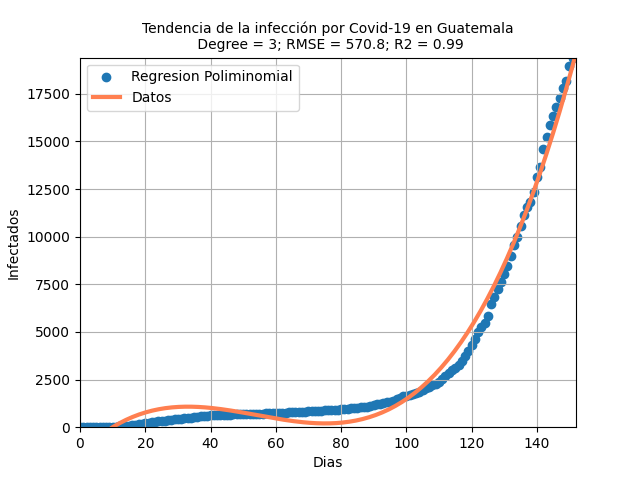 Tendencia de la infección por Covid-19 en Guatemala
Degree = 3; RMSE = 570.8; R2 = 0.99
Regresion Poliminomial
Datos
17500
15000
12500
10000
7500
5000
2500
0
Infectados
0 20 40 60 80 100 120 140
Dias